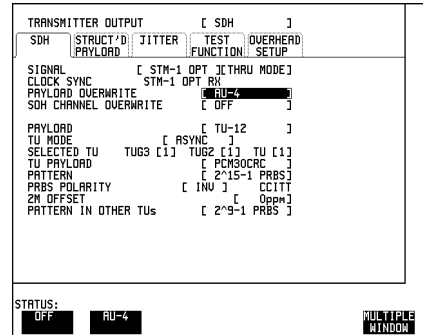 TRANSMITTER OUTPUT [ SDH ]
SDH STRUCT'D PAYLOAD JITTER TEST FUNCTION OVERHEAD SETUP
SIGNAL [ STM-1 OPT ][THRU MODE]
CLOCK SYNC STM-1 OPT RX
PAYLOAD OVERWRITE [ AU-4 ]
SDH CHANNEL OVERWRITE [ OFF ]
PAYLOAD [ TU-12 ]
TU MODE [ ASYNC ]
SELECTED TU TUG3 [1] TUG2 [1] TU [1]
TU PAYLOAD [ PCM30CRC ]
PATTERN [ 2^15-1 PRBS]
PRBS POLARITY [ INV ] CCITT
2M OFFSET [ 0ppm]
PATTERN IN OTHER TUs [ 2^9-1 PRBS ]
STATUS:
OFF AU-4 MULTIPLE WINDOW